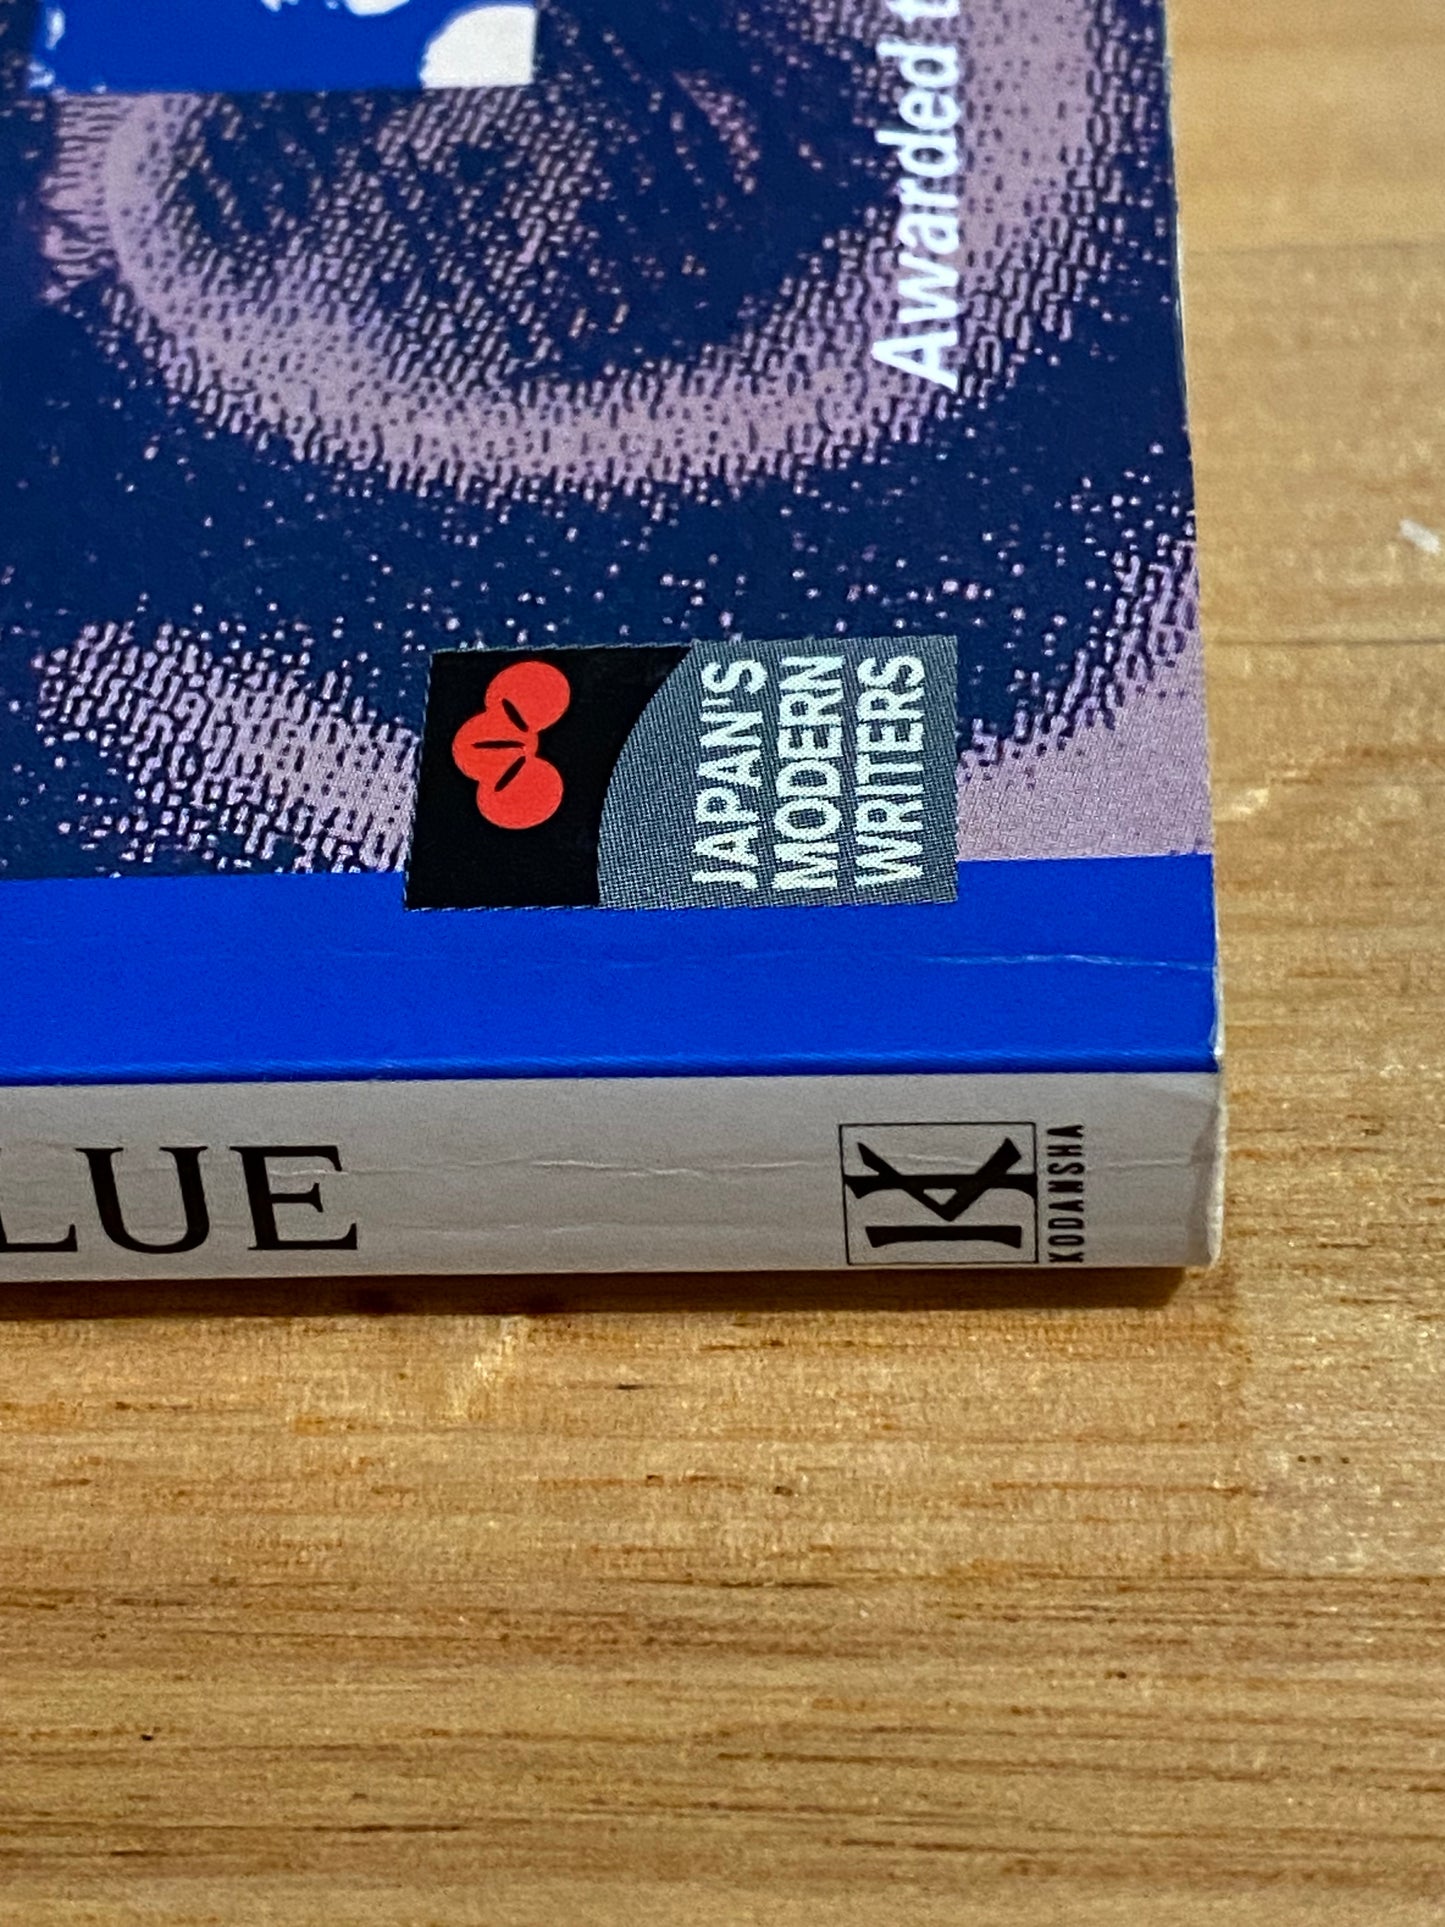 Awarded t
JAPAN'S
MODERN
WRITERS
LUE
K
KODANSHA